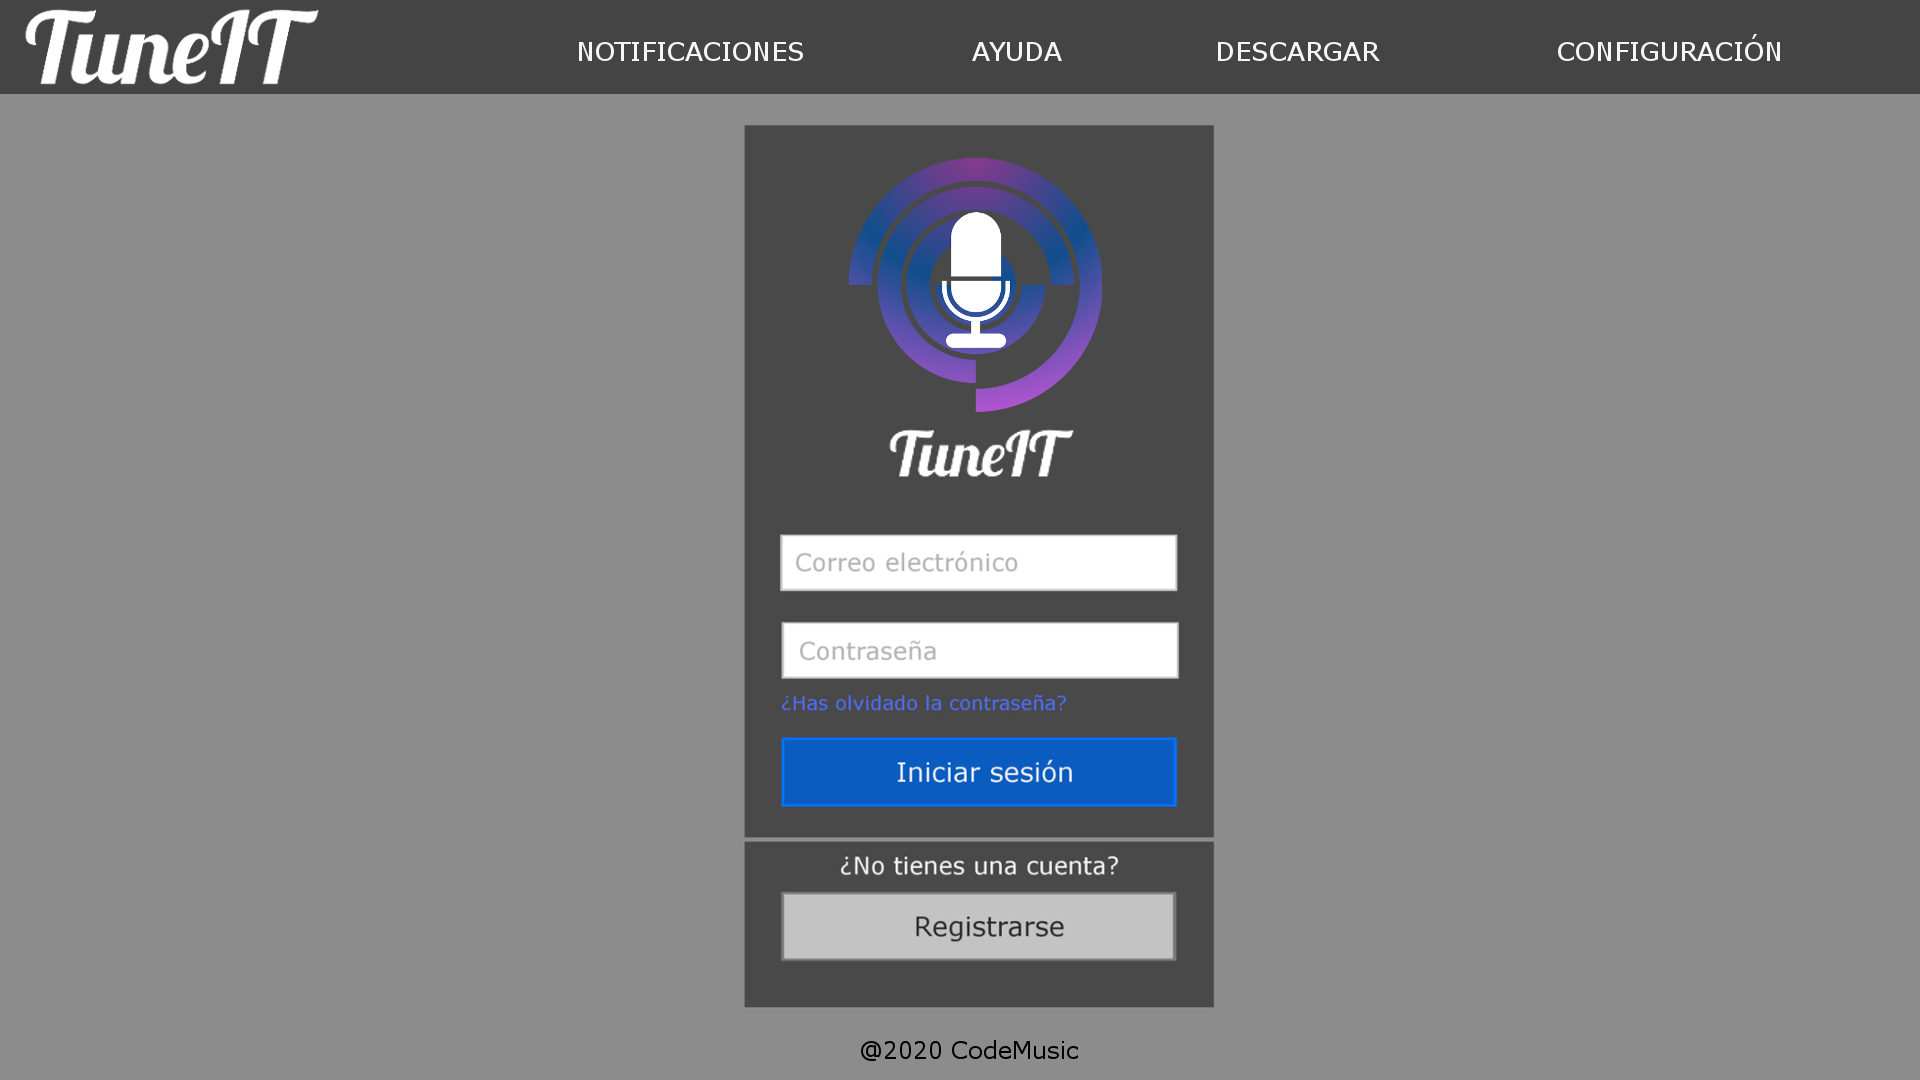 TuneIT
NOTIFICACIONES AYUDA DESCARGAR CONFIGURACIÓN
TuneIT
Correo electrónico
Contraseña
¿Has olvidado la contraseña?
Iniciar sesión
¿No tienes una cuenta?
Registrarse
@2020 CodeMusic